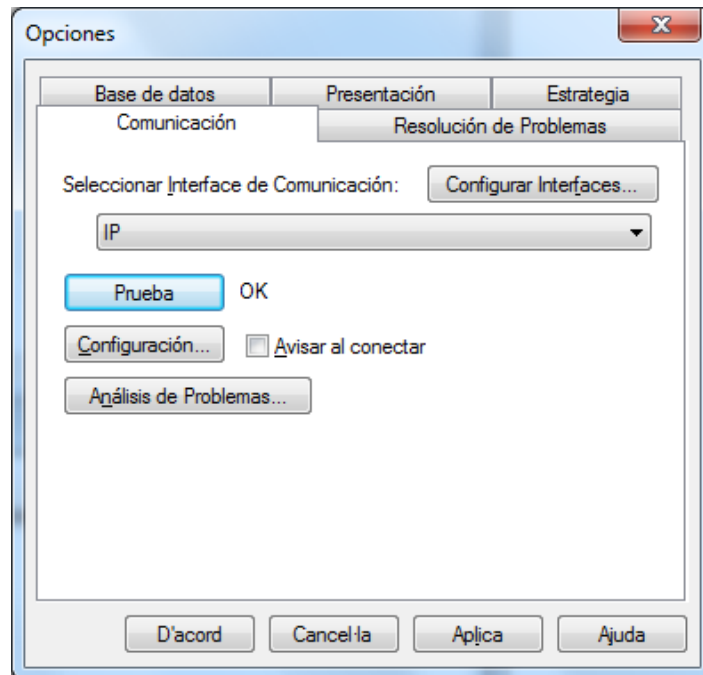 Opciones
Base de datos Presentación Estrategia
Comunicación Resolución de Problemas
Seleccionar Interface de Comunicación: Configurar Interfaces...
IP
Prueba OK
Configuración... Avisar al conectar
Análisis de Problemas...
D'acord Cancel·la Aplica Ajuda